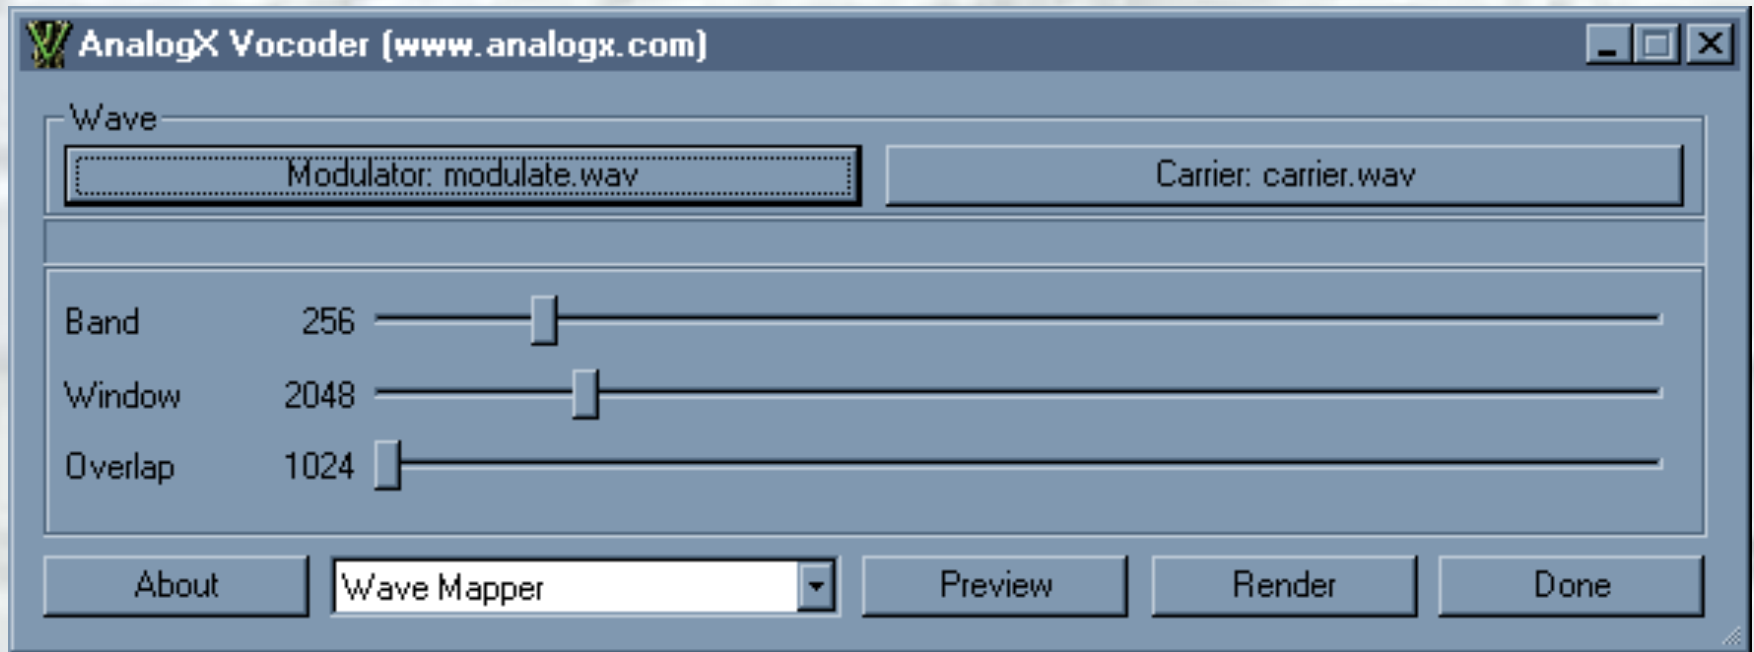 AnalogX Vocoder (www.analogx.com)
Wave
Modulator: modulate.wav Carrier: carrier.wav
Band 256
Window 2048
Overlap 1024
About Wave Mapper Preview Render Done